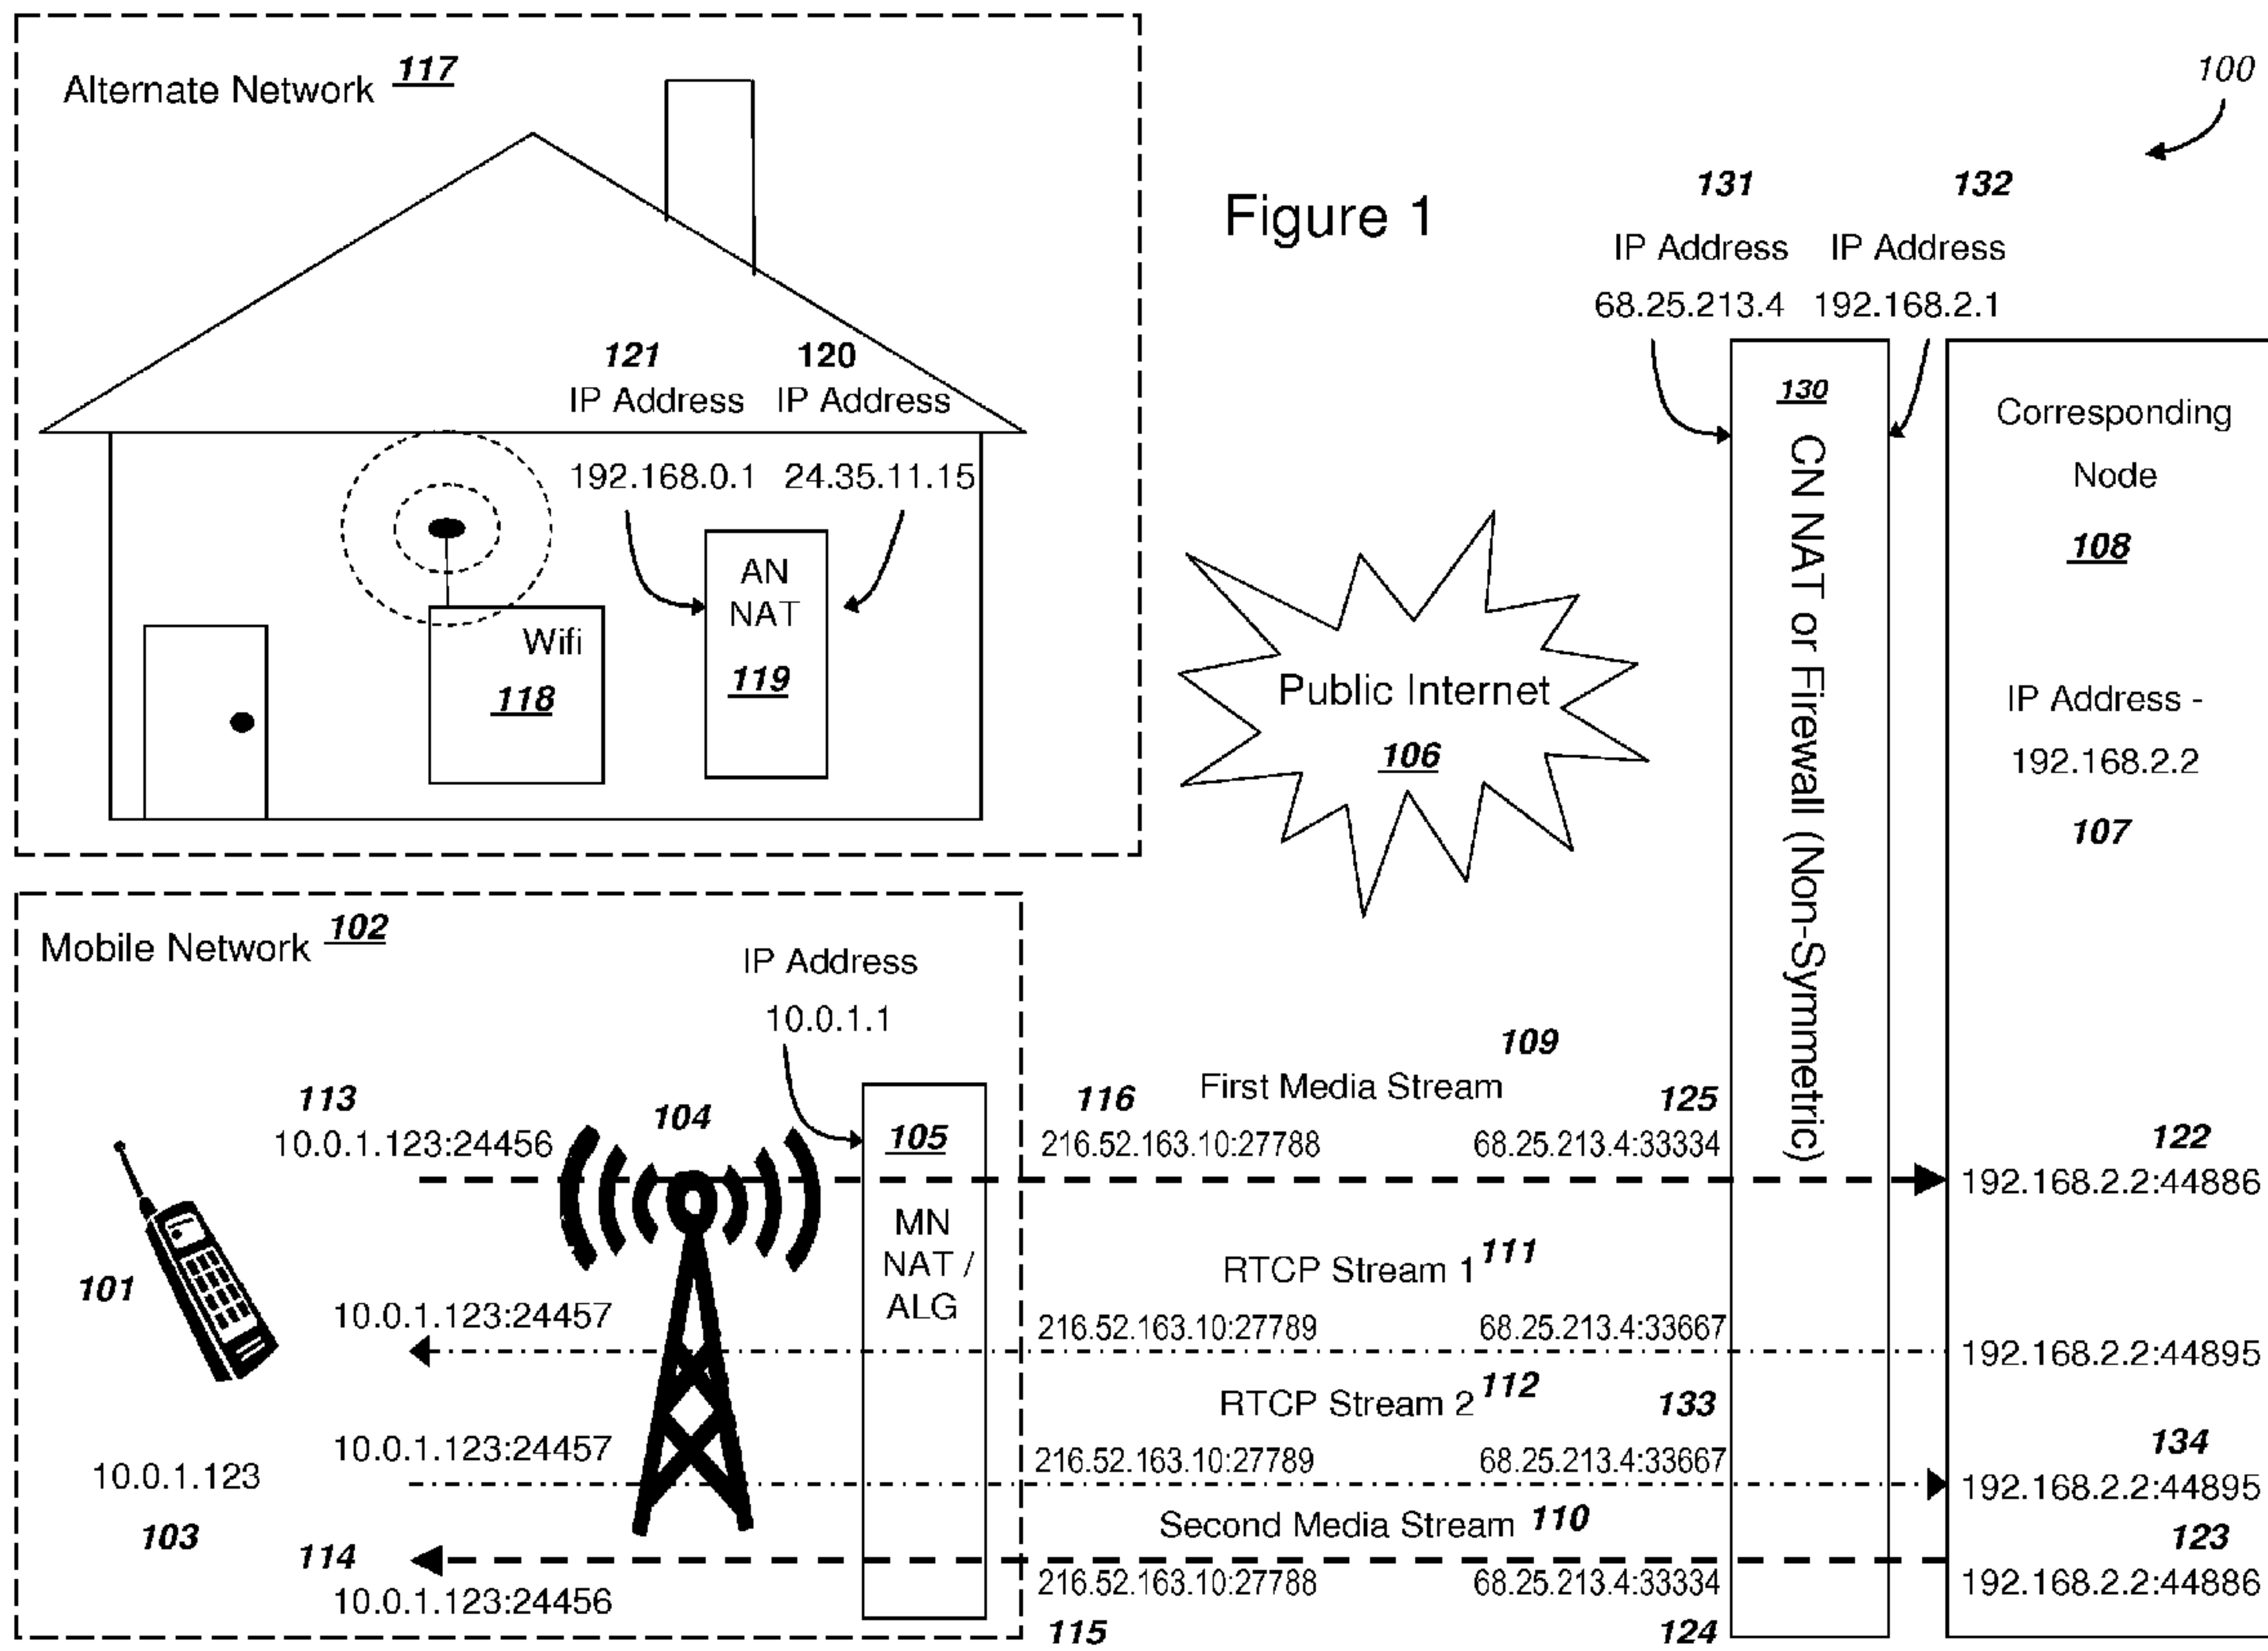 Alternate Network 117
100
Figure 1
131 132
IP Address IP Address
68.25.213.4 192.168.2.1
121 120
IP Address IP Address
192.168.0.1 24.35.11.15
AN
NAT
119
Wifi
118
Public Internet
106
130 CN NAT or Firewall (Non-Symmetric)
Corresponding
Node
108
IP Address -
192.168.2.2
107
Mobile Network 102
IP Address
10.0.1.1
109
First Media Stream
113
10.0.1.123:24456
104
105
MN
NAT /
ALG
116
216.52.163.10:27788
125
68.25.213.4:33334
122
192.168.2.2:44886
101
RTCP Stream 1 111
10.0.1.123:24457
216.52.163.10:27789
68.25.213.4:33667
192.168.2.2:44895
RTCP Stream 2 112
133
10.0.1.123:24457
216.52.163.10:27789
68.25.213.4:33667
134
192.168.2.2:44895
10.0.1.123
103
Second Media Stream 110
114
10.0.1.123:24456
216.52.163.10:27788
115
68.25.213.4:33334
124
123
192.168.2.2:44886